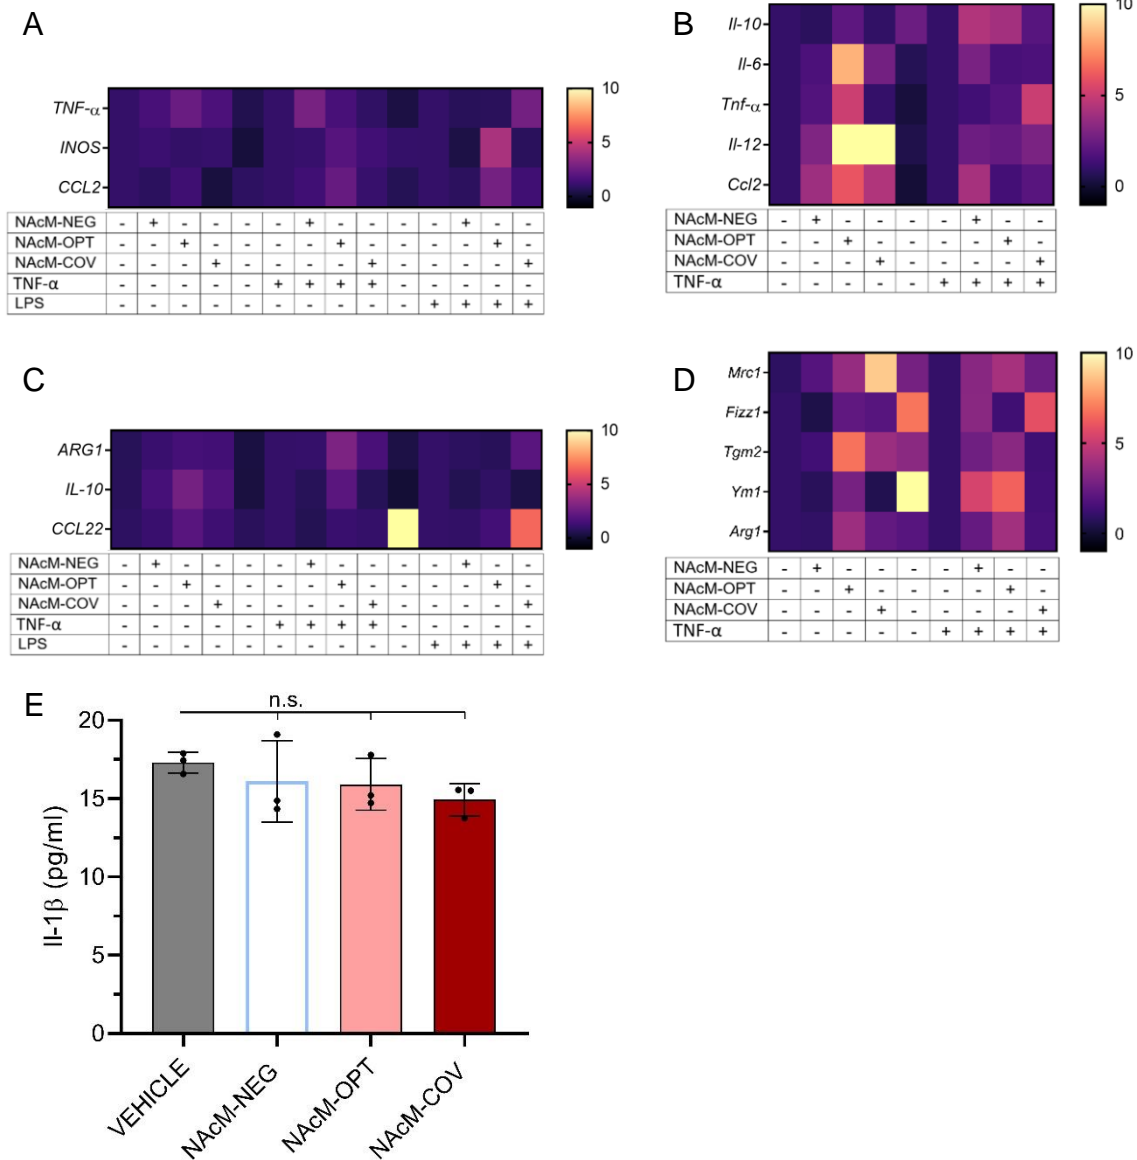 A
TNF-α
INOS
CCL2
10
5
0
NAcM-NEG - + - - - - + - - - - + - -
NAcM-OPT - - + - - - - + - - - - + -
NAcM-COV - - - + - - - - + - - - - +
TNF-α - - - - - + + + + - - - - -
LPS - - - - - - - - - - + + + +
B
Il-10
Il-6
Tnf-α
Il-12
Ccl2
10
5
0
NAcM-NEG - + - - - - + - -
NAcM-OPT - - + - - - - + -
NAcM-COV - - - + - - - - +
TNF-α - - - - - + + + +
C
ARG1
IL-10
CCL22
10
5
0
NAcM-NEG - + - - - - + - - - - + - -
NAcM-OPT - - + - - - - + - - - - + -
NAcM-COV - - - + - - - - + - - - - +
TNF-α - - - - - + + + + - - - - -
LPS - - - - - - - - - - + + + +
D
Mrc1
Fizz1
Tgm2
Ym1
Arg1
10
5
0
NAcM-NEG - + - - - - + - -
NAcM-OPT - - + - - - - + -
NAcM-COV - - - + - - - - +
TNF-α - - - - - + + + +
E
n.s.
Il-1β (pg/ml)
20
15
10
5
0
VEHICLE
NAcM-NEG
NAcM-OPT
NAcM-COV